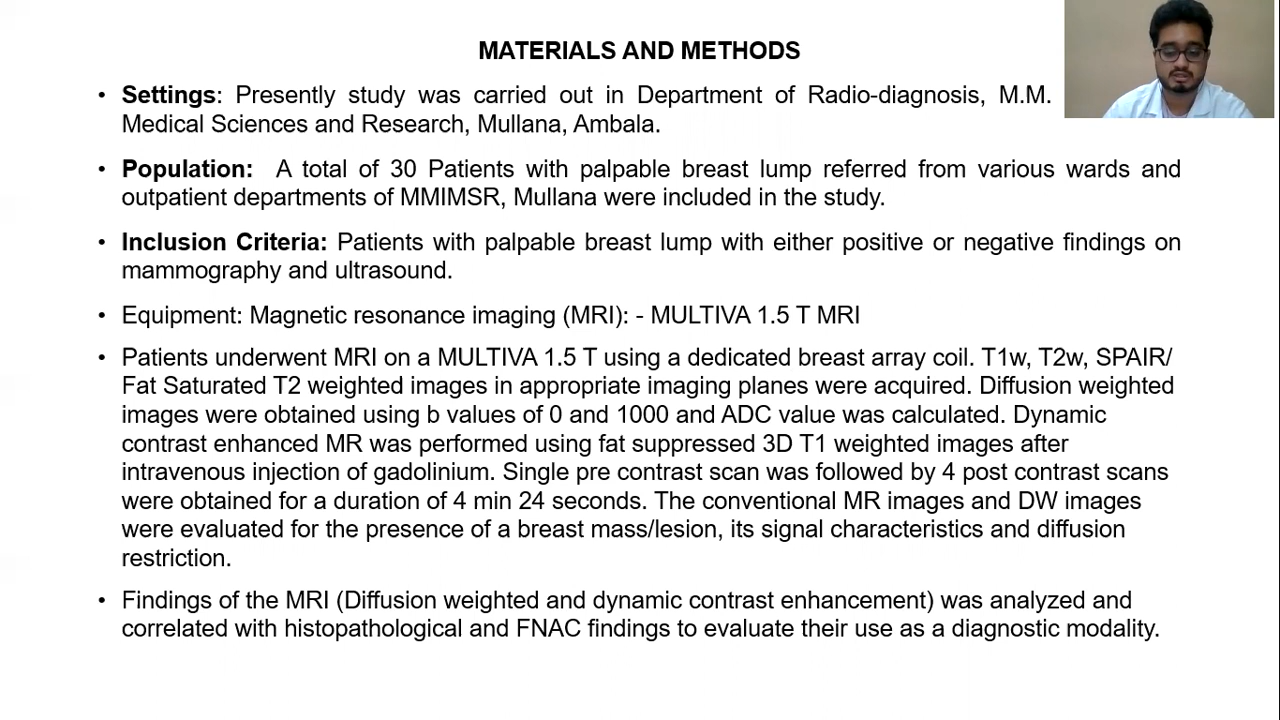 MATERIALS AND METHODS
• Settings: Presently study was carried out in Department of Radio-diagnosis, M.M.
Medical Sciences and Research, Mullana, Ambala.
• Population: A total of 30 Patients with palpable breast lump referred from various wards and
outpatient departments of MMIMSR, Mullana were included in the study.
• Inclusion Criteria: Patients with palpable breast lump with either positive or negative findings on
mammography and ultrasound.
• Equipment: Magnetic resonance imaging (MRI): - MULTIVA 1.5 T MRI
• Patients underwent MRI on a MULTIVA 1.5 T using a dedicated breast array coil. T1w, T2w, SPAIR/
Fat Saturated T2 weighted images in appropriate imaging planes were acquired. Diffusion weighted
images were obtained using b values of 0 and 1000 and ADC value was calculated. Dynamic
contrast enhanced MR was performed using fat suppressed 3D T1 weighted images after
intravenous injection of gadolinium. Single pre contrast scan was followed by 4 post contrast scans
were obtained for a duration of 4 min 24 seconds. The conventional MR images and DW images
were evaluated for the presence of a breast mass/lesion, its signal characteristics and diffusion
restriction.
• Findings of the MRI (Diffusion weighted and dynamic contrast enhancement) was analyzed and
correlated with histopathological and FNAC findings to evaluate their use as a diagnostic modality.